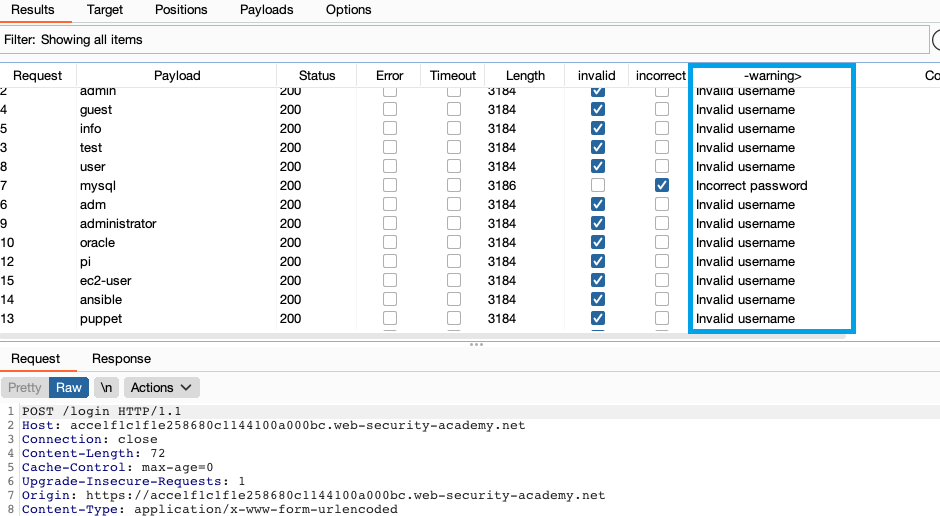 Results Target Positions Payloads Options
Filter: Showing all items
Request Payload Status Error Timeout Length invalid incorrect -warning> Co
2 admin 200 3184 Invalid username
4 guest 200 3184 Invalid username
5 info 200 3184 Invalid username
3 test 200 3184 Invalid username
8 user 200 3184 Invalid username
7 mysql 200 3186 Incorrect password
6 adm 200 3184 Invalid username
9 administrator 200 3184 Invalid username
10 oracle 200 3184 Invalid username
12 pi 200 3184 Invalid username
15 ec2-user 200 3184 Invalid username
14 ansible 200 3184 Invalid username
13 puppet 200 3184 Invalid username
Request Response
Pretty Raw \n Actions
1 POST /login HTTP/1.1
2 Host: acce1f1c1f1e258680c1144100a000bc.web-security-academy.net
3 Connection: close
4 Content-Length: 72
5 Cache-Control: max-age=0
6 Upgrade-Insecure-Requests: 1
7 Origin: https://acce1f1c1f1e258680c1144100a000bc.web-security-academy.net
8 Content-Type: application/x-www-form-urlencoded